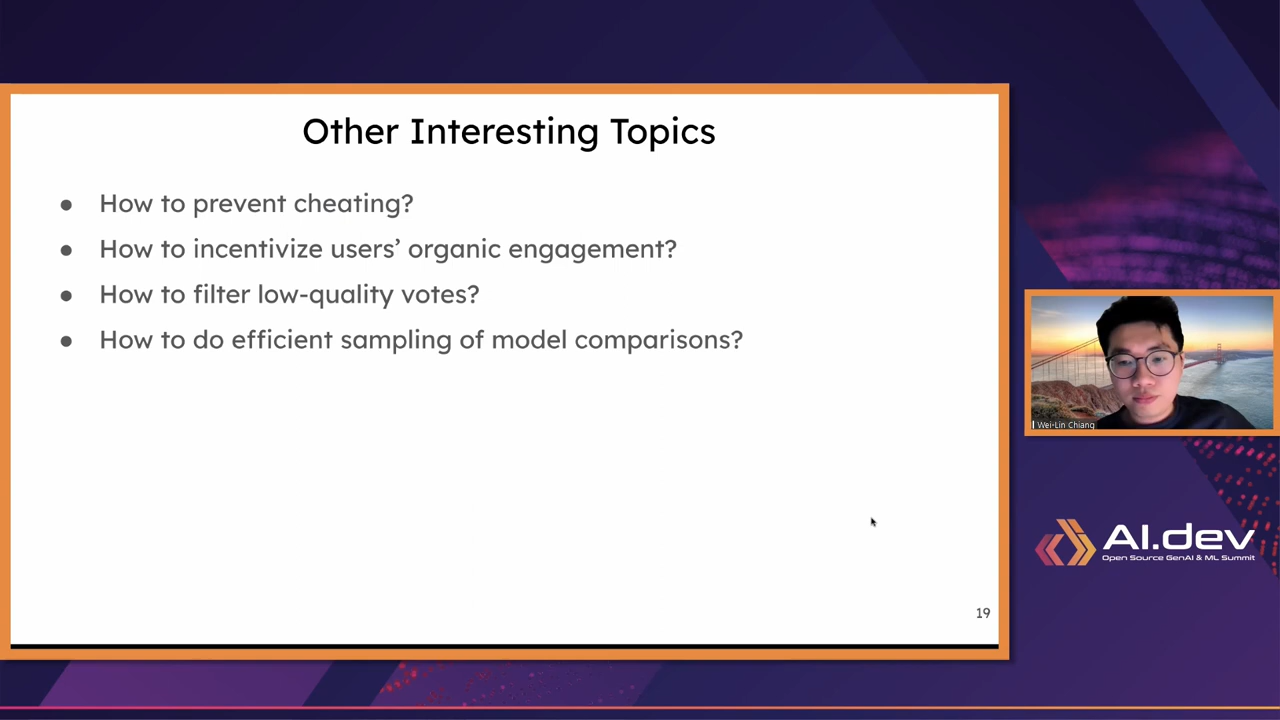 Other Interesting Topics
● How to prevent cheating?
● How to incentivize users’ organic engagement?
● How to filter low-quality votes?
● How to do efficient sampling of model comparisons?
19
Wei-Lin Chiang
AI.dev
Open Source GenAI & ML Summit